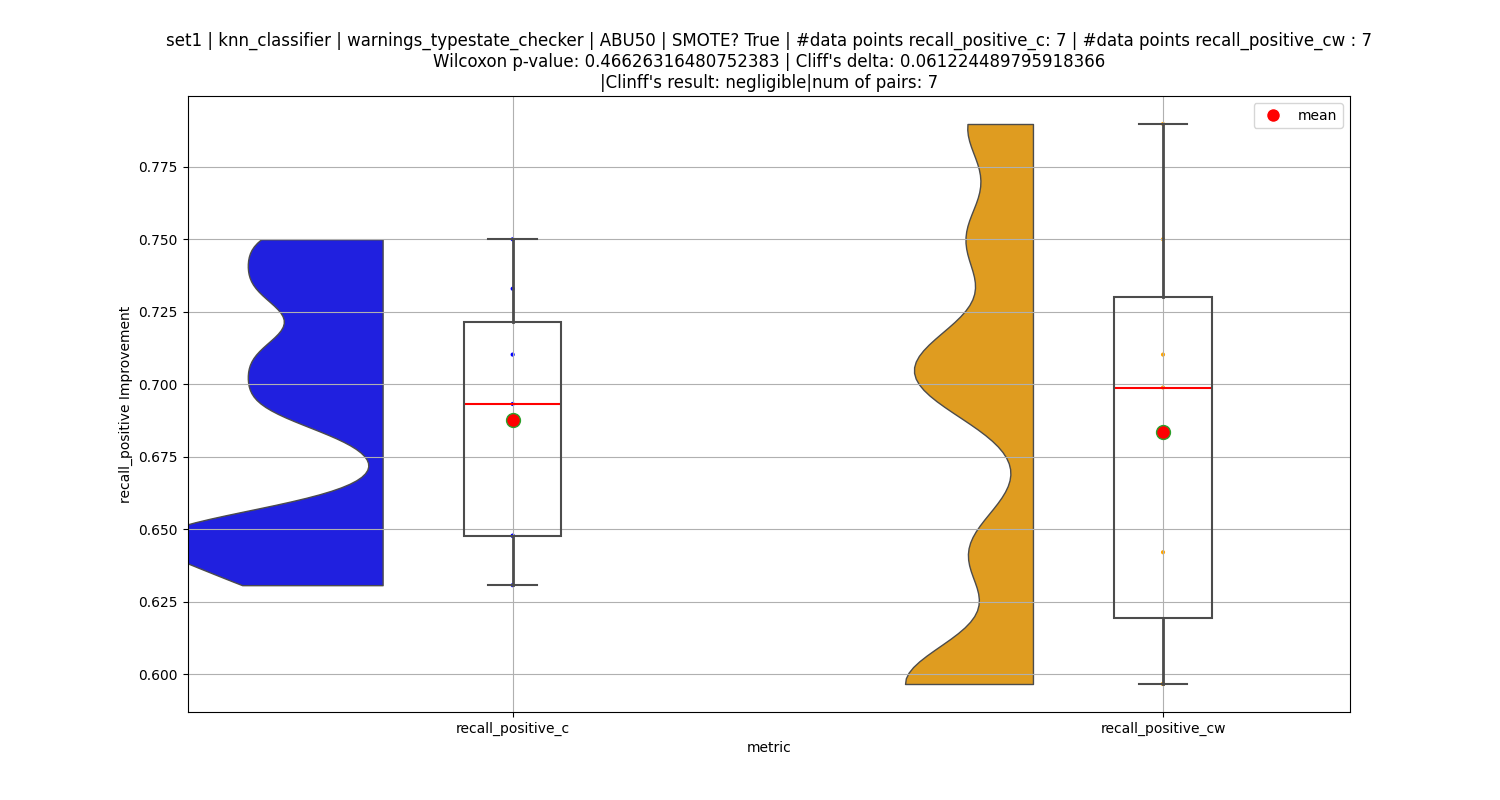 set1 | knn_classifier | warnings_typestate_checker | ABU50 | SMOTE? True | #data points recall_positive_c: 7 | #data points recall_positive_cw : 7
Wilcoxon p-value: 0.46626316480752383 | Cliff's delta: 0.061224489795918366
|Clinff's result: negligible|num of pairs: 7
mean
0.775
0.750
0.725
0.700
0.675
0.650
0.625
0.600
recall_positive Improvement
recall_positive_c
recall_positive_cw
metric